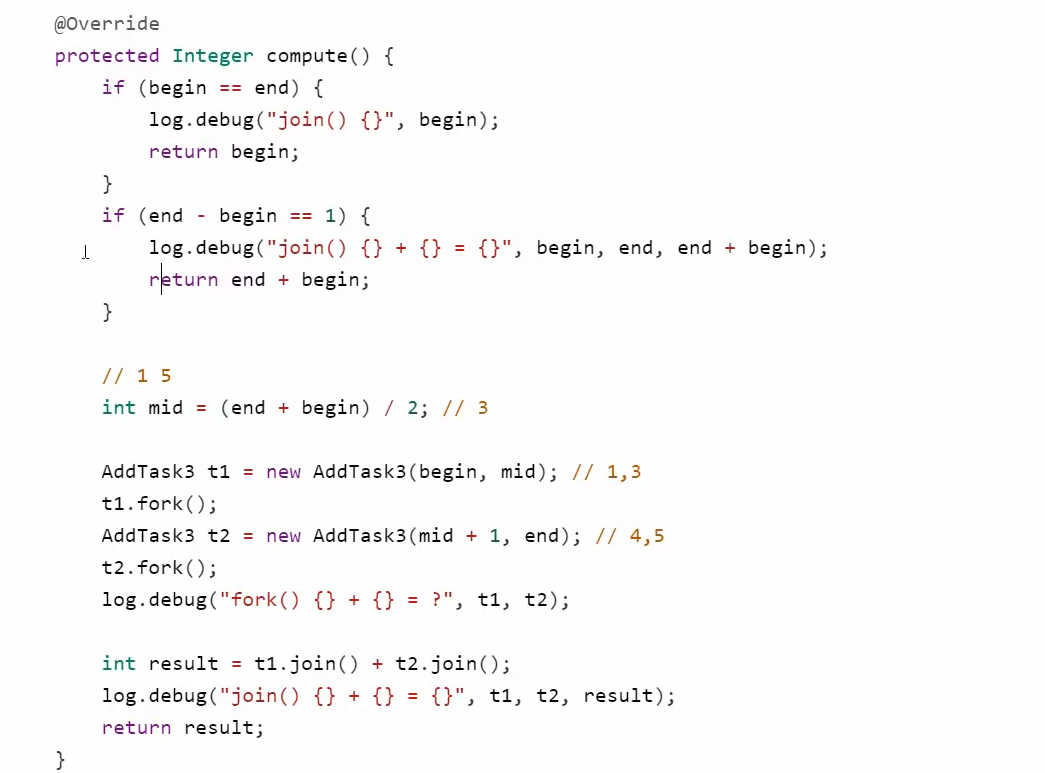 @Override
protected Integer compute() {
if (begin == end) {
log.debug("join() {}", begin);
return begin;
}
if (end - begin == 1) {
log.debug("join() {} + {} = {}", begin, end, end + begin);
return end + begin;
}
// 1 5
int mid = (end + begin) / 2; // 3
AddTask3 t1 = new AddTask3(begin, mid); // 1,3
t1.fork();
AddTask3 t2 = new AddTask3(mid + 1, end); // 4,5
t2.fork();
log.debug("fork() {} + {} = ?", t1, t2);
int result = t1.join() + t2.join();
log.debug("join() {} + {} = {}", t1, t2, result);
return result;
}